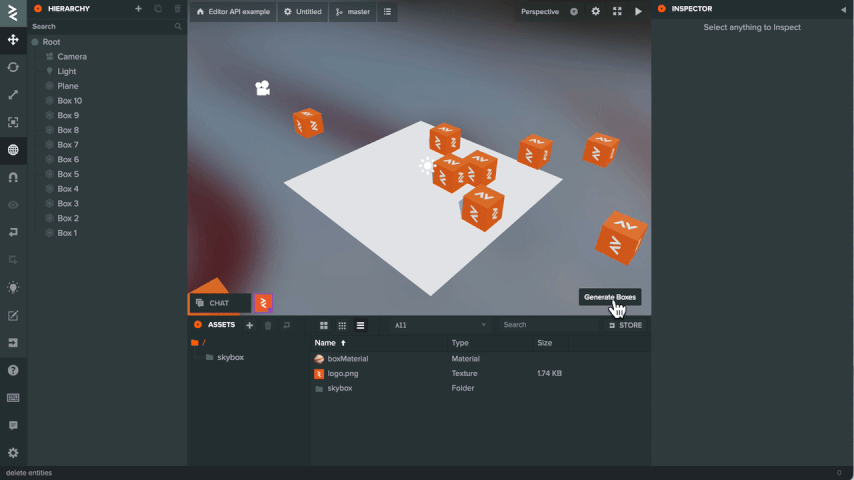 HIERARCHY
Search
Root
Camera
Light
Plane
Box 10
Box 9
Box 8
Box 7
Box 6
Box 5
Box 4
Box 3
Box 2
Box 1
Editor API example
Untitled
master
Perspective
Generate Boxes
CHAT
ASSETS
All
Search
STORE
/
skybox
Name Type Size
boxMaterial Material
logo.png Texture 1.74 KB
skybox Folder
INSPECTOR
Select anything to Inspect
delete entities
0